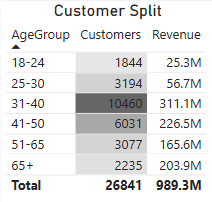 Customer Split
AgeGroup Customers Revenue
18-24 1844 25.3M
25-30 3194 56.7M
31-40 10460 311.1M
41-50 6031 226.5M
51-65 3077 165.6M
65+ 2235 203.9M
Total 26841 989.3M